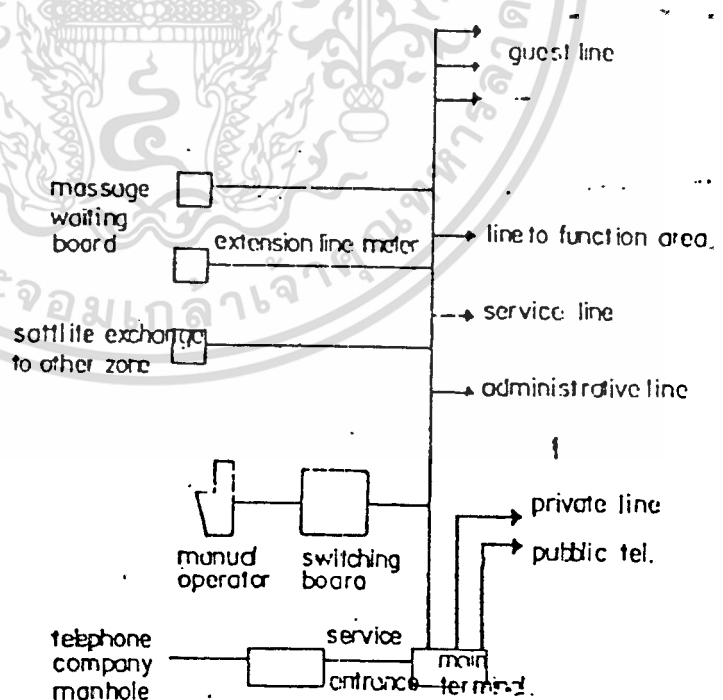 guest line
massage
waiting
board
extension line meter
line to function area.
sattlite exchange
to other zone
service line
administrative line
private line
pubblic tel.
manual
operator
switching
board
telephone
company
manhole
service
entrance
main
terminal.